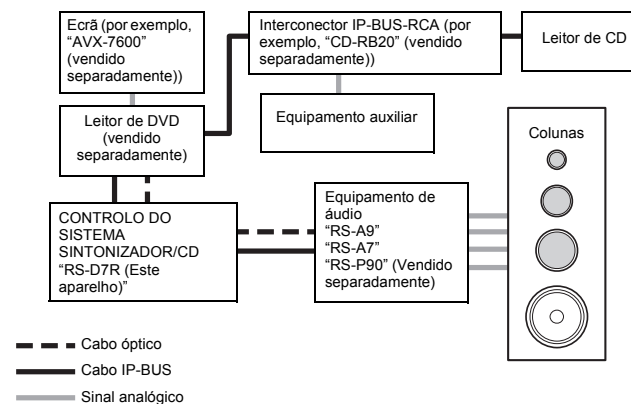 Ecrã (por exemplo,
“AVX-7600”
(vendido
separadamente))
Interconector IP-BUS-RCA (por
exemplo, “CD-RB20” (vendido
separadamente))
Leitor de CD
Leitor de DVD
(vendido
separadamente)
Equipamento auxiliar
Colunas
CONTROLO DO
SISTEMA
SINTONIZADOR/CD
“RS-D7R (Este
aparelho)”
Equipamento de
áudio
“RS-A9”
“RS-A7”
“RS-P90” (Vendido
separadamente)
Cabo óptico
Cabo IP-BUS
Sinal analógico